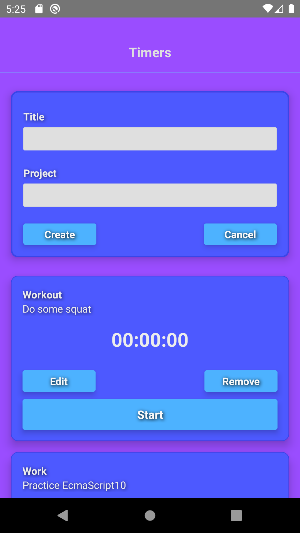 5:25
Timers
Title
Project
Create
Cancel
Workout
Do some squat
00:00:00
Edit
Remove
Start
Work
Practice EcmaScript10